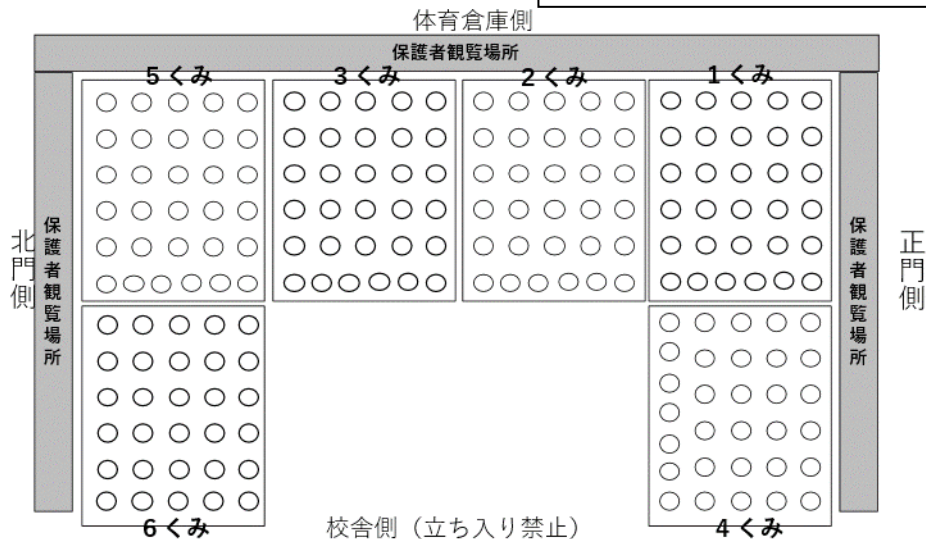 体育倉庫側
保護者観覧場所
5くみ
3くみ
2くみ
1くみ
北門側
保護者観覧場所
保護者観覧場所
正門側
6くみ
校舎側（立ち入り禁止）
4くみ